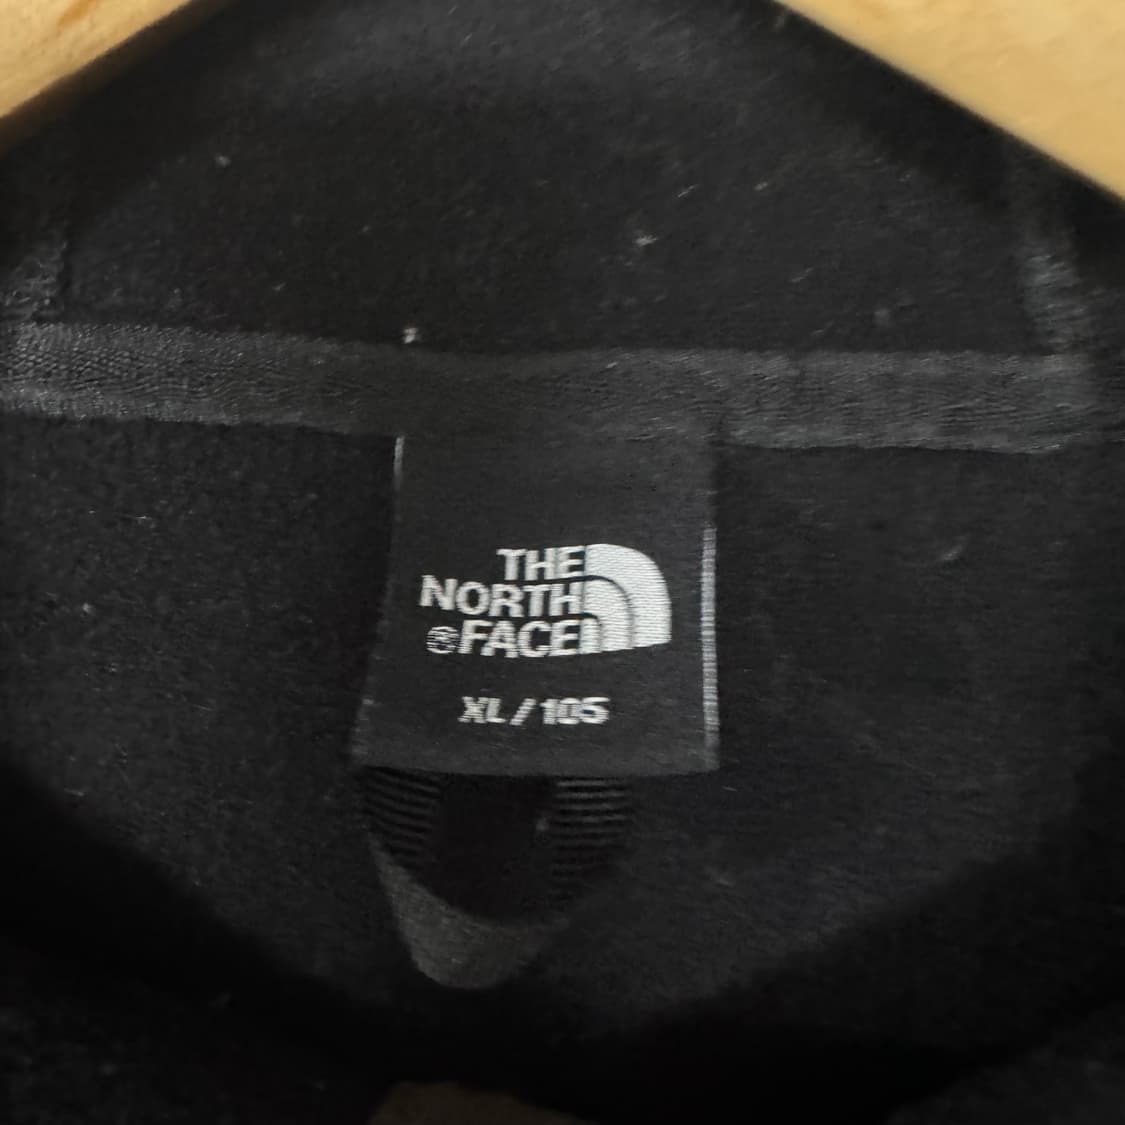 THE
NORTH
®FACE
XL/105